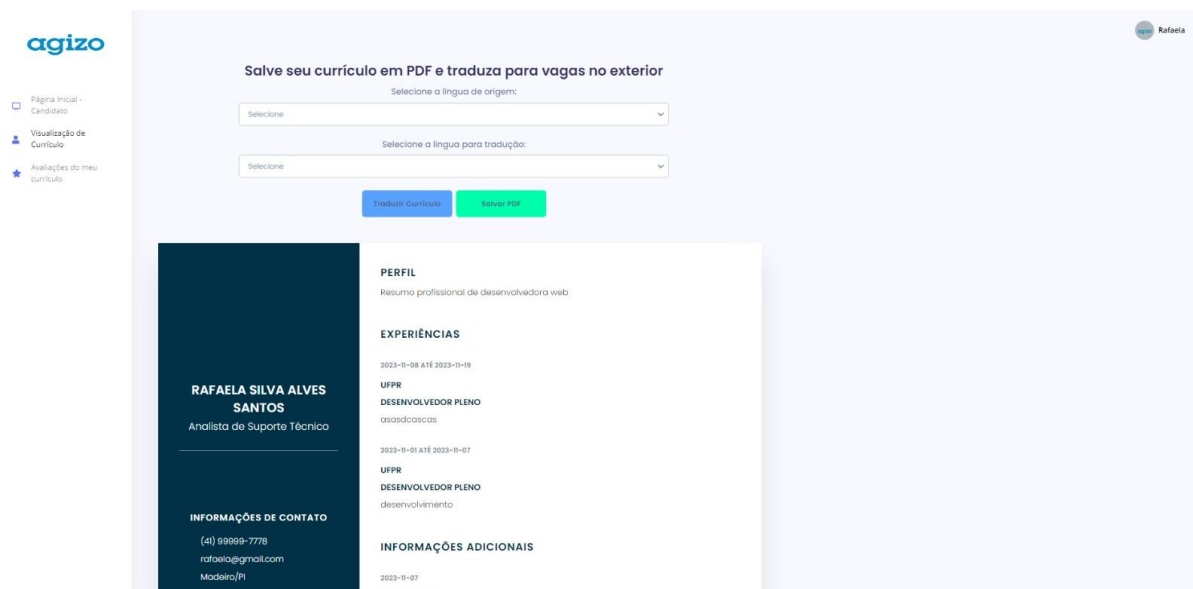 agizo
Rafaela
Página Inicial -
Candidato
Visualização de
Currículo
Avaliações do meu
currículo
Salve seu currículo em PDF e traduza para vagas no exterior
Selecione a língua de origem:
Selecione
Selecione a língua para tradução:
Selecione
Traduzir Currículo
Salvar PDF
RAFAELA SILVA ALVES
SANTOS
Analista de Suporte Técnico
INFORMAÇÕES DE CONTATO
(41) 99999-7778
rafaela@gmail.com
Madeiro/PI
PERFIL
Resumo profissional de desenvolvedora web
EXPERIÊNCIAS
2023-11-08 ATÉ 2023-11-19
UFPR
DESENVOLVEDOR PLENO
asasdcascas
2023-11-01 ATÉ 2023-11-07
UFPR
DESENVOLVEDOR PLENO
desenvolvimento
INFORMAÇÕES ADICIONAIS
2023-11-07